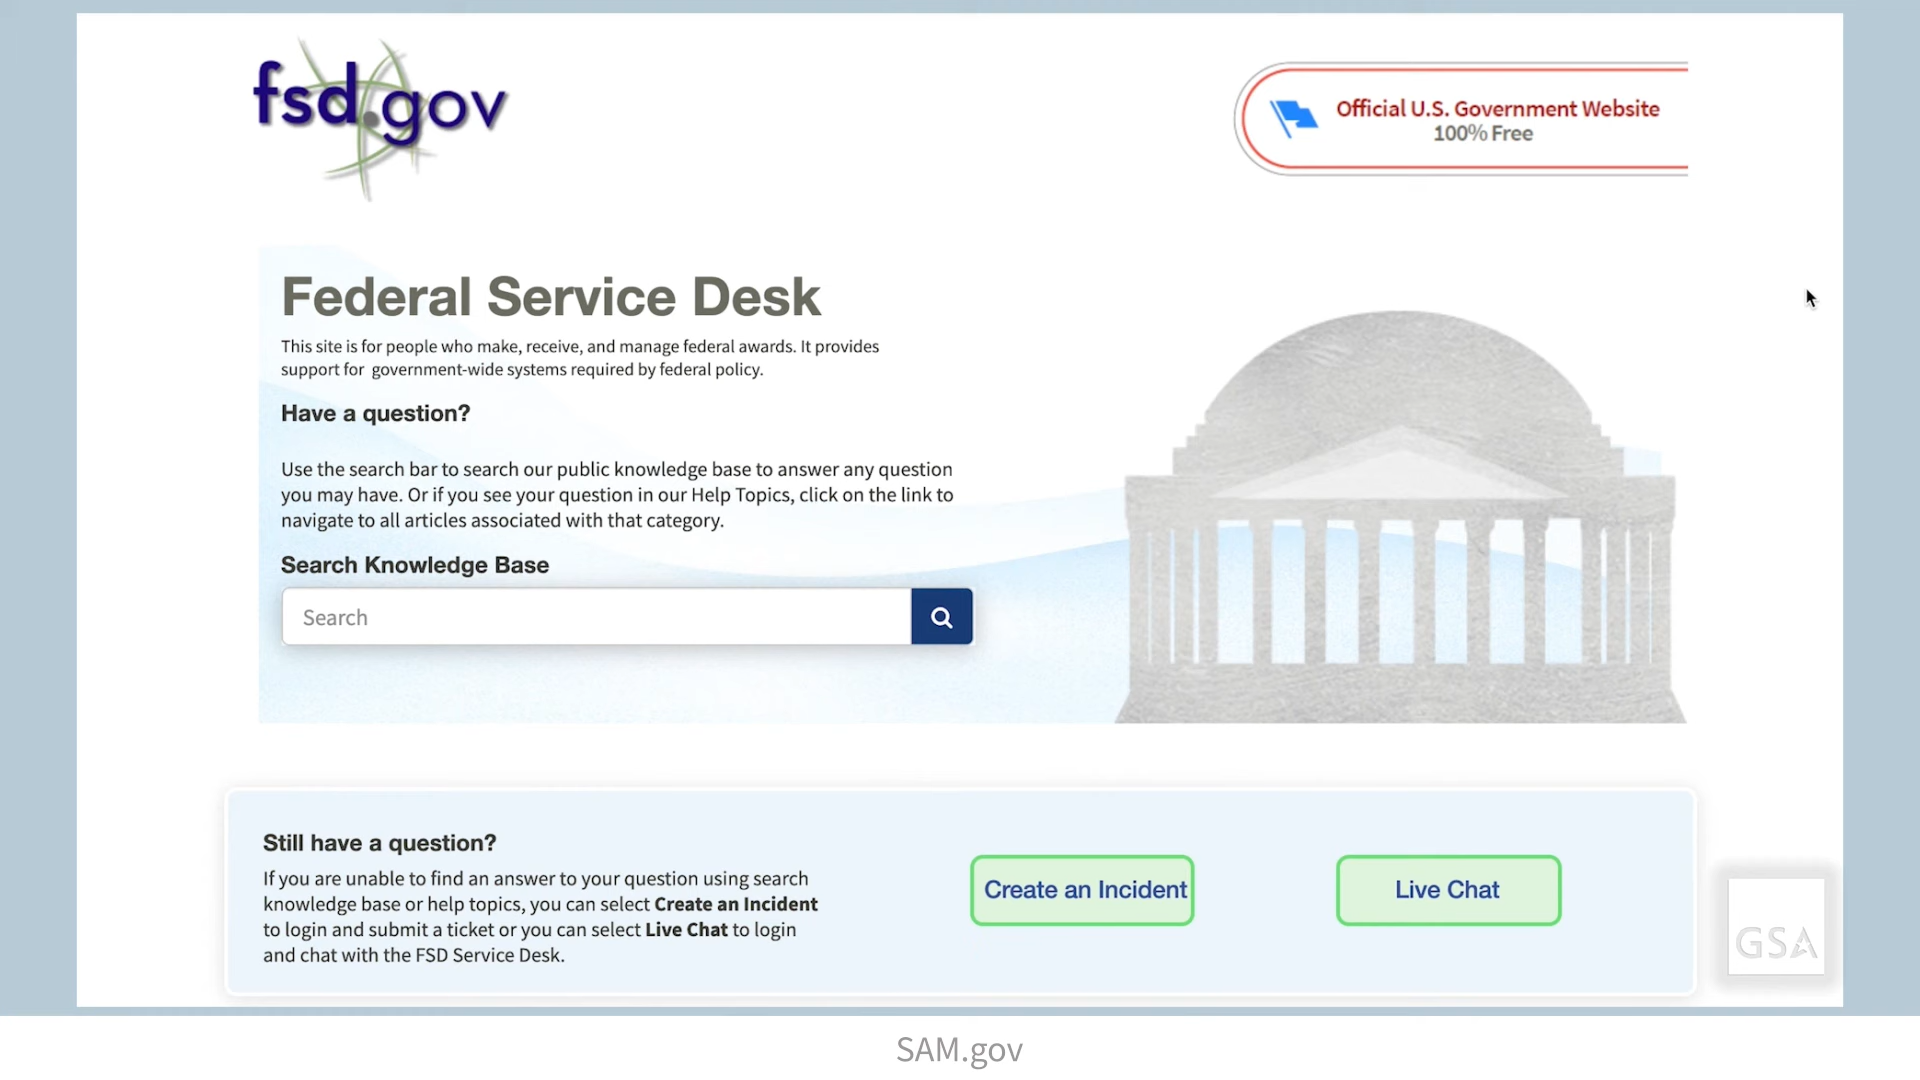 fsd.gov
Official U.S. Government Website
100% Free
Federal Service Desk
This site is for people who make, receive, and manage federal awards. It provides
support for government-wide systems required by federal policy.
Have a question?
Use the search bar to search our public knowledge base to answer any question
you may have. Or if you see your question in our Help Topics, click on the link to
navigate to all articles associated with that category.
Search Knowledge Base
Search
Still have a question?
If you are unable to find an answer to your question using search
knowledge base or help topics, you can select Create an Incident
to login and submit a ticket or you can select Live Chat to login
and chat with the FSD Service Desk.
Create an Incident
Live Chat
GSA
SAM.gov